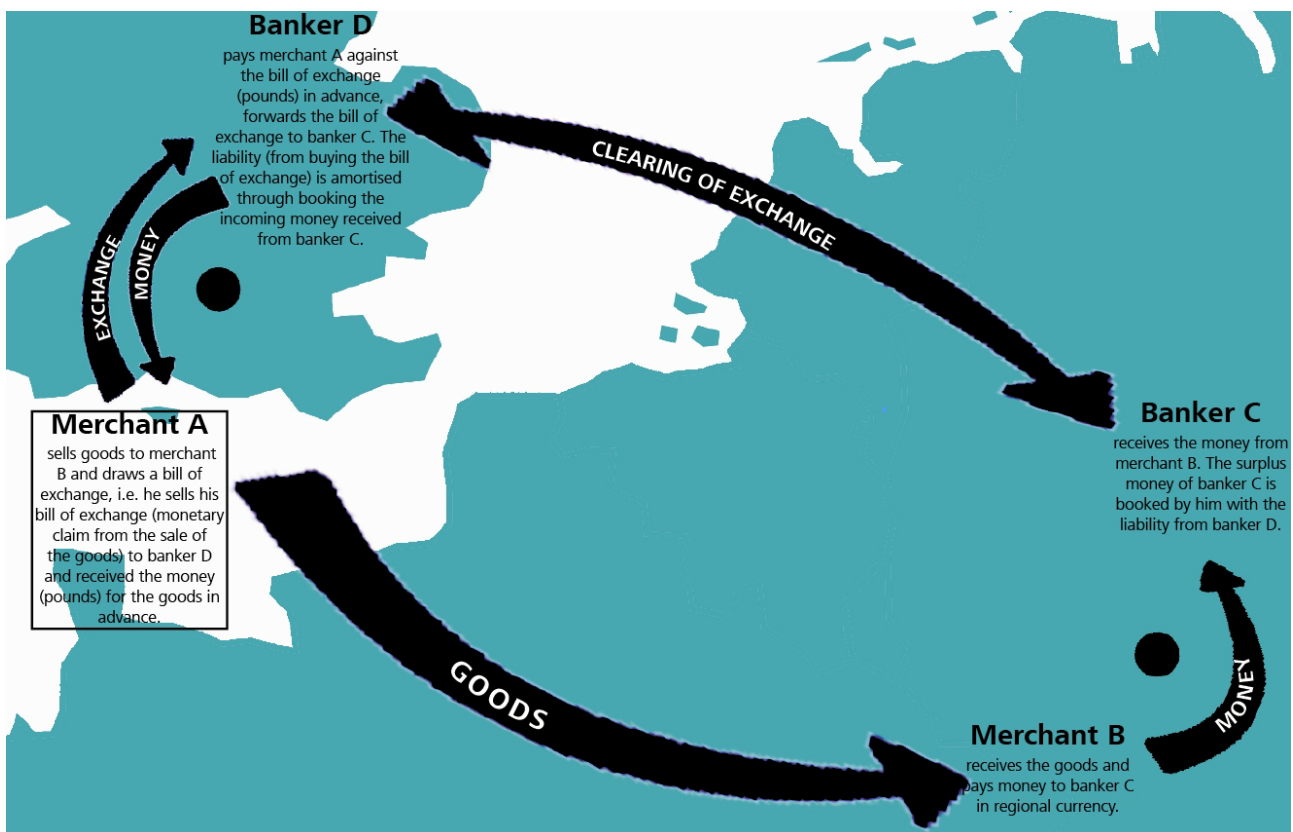 Banker D
pays merchant A against
the bill of exchange
(pounds) in advance,
forwards the bill of
exchange to banker C. The
liability (from buying the bill
of exchange) is amortised
through booking the
incoming money received
from banker C.
CLEARING OF EXCHANGE
EXCHANGE
MONEY
Merchant A
sells goods to merchant
B and draws a bill of
exchange, i.e. he sells his
bill of exchange (monetary
claim from the sale of
the goods) to banker D
and received the money
(pounds) for the goods in
advance.
Banker C
receives the money from
merchant B. The surplus
money of banker C is
booked by him with the
liability from banker D.
GOODS
MONEY
Merchant B
receives the goods and
pays money to banker C
in regional currency.